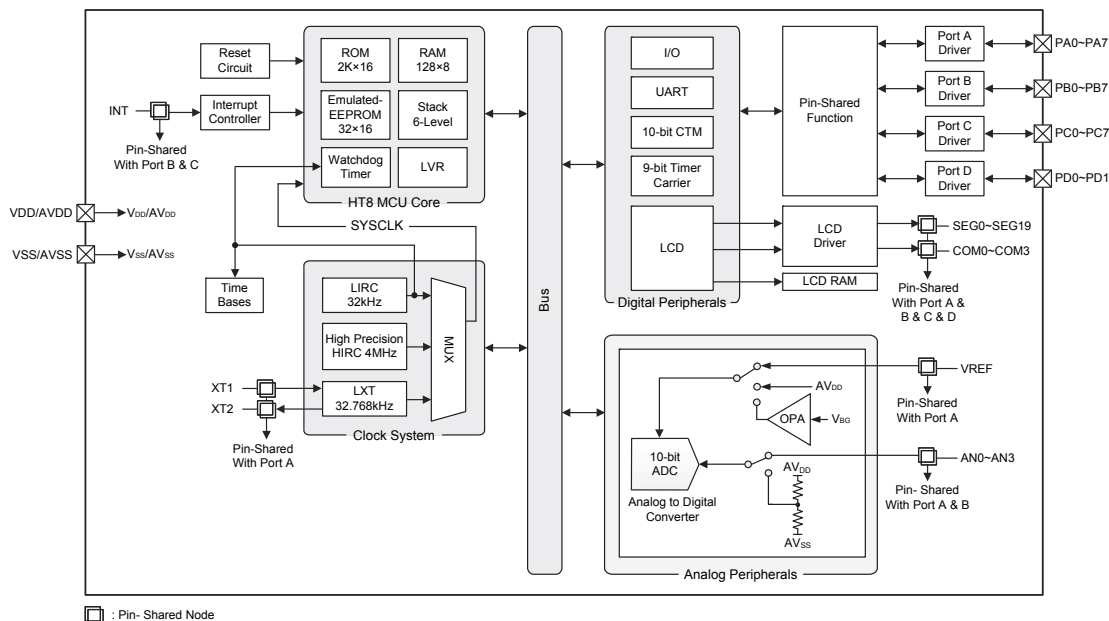 Reset
Circuit
INT
Interrupt
Controller
Pin-Shared
With Port B & C
ROM
2K×16
RAM
128×8
Emulated-
EEPROM
32×16
Stack
6-Level
Watchdog
Timer
LVR
HT8 MCU Core
SYSCLK
VDD/AVDD
VDD/AVDD
VSS/AVSS
VSS/AVSS
Time
Bases
LIRC
32kHz
High Precision
HIRC 4MHz
LXT
32.768kHz
MUX
Clock System
XT1
XT2
Pin-Shared
With Port A
Bus
I/O
UART
10-bit CTM
9-bit Timer
Carrier
LCD
Digital Peripherals
Pin-Shared
Function
Port A
Driver
Port B
Driver
Port C
Driver
Port D
Driver
PA0~PA7
PB0~PB7
PC0~PC7
PD0~PD1
LCD
Driver
LCD RAM
SEG0~SEG19
COM0~COM3
Pin-Shared
With Port A &
B & C & D
VREF
Pin-Shared
With Port A
AVDD
OPA
VBG
10-bit
ADC
Analog to Digital
Converter
AVDD
AVSS
AN0~AN3
Pin- Shared
With Port A & B
Analog Peripherals
: Pin- Shared Node